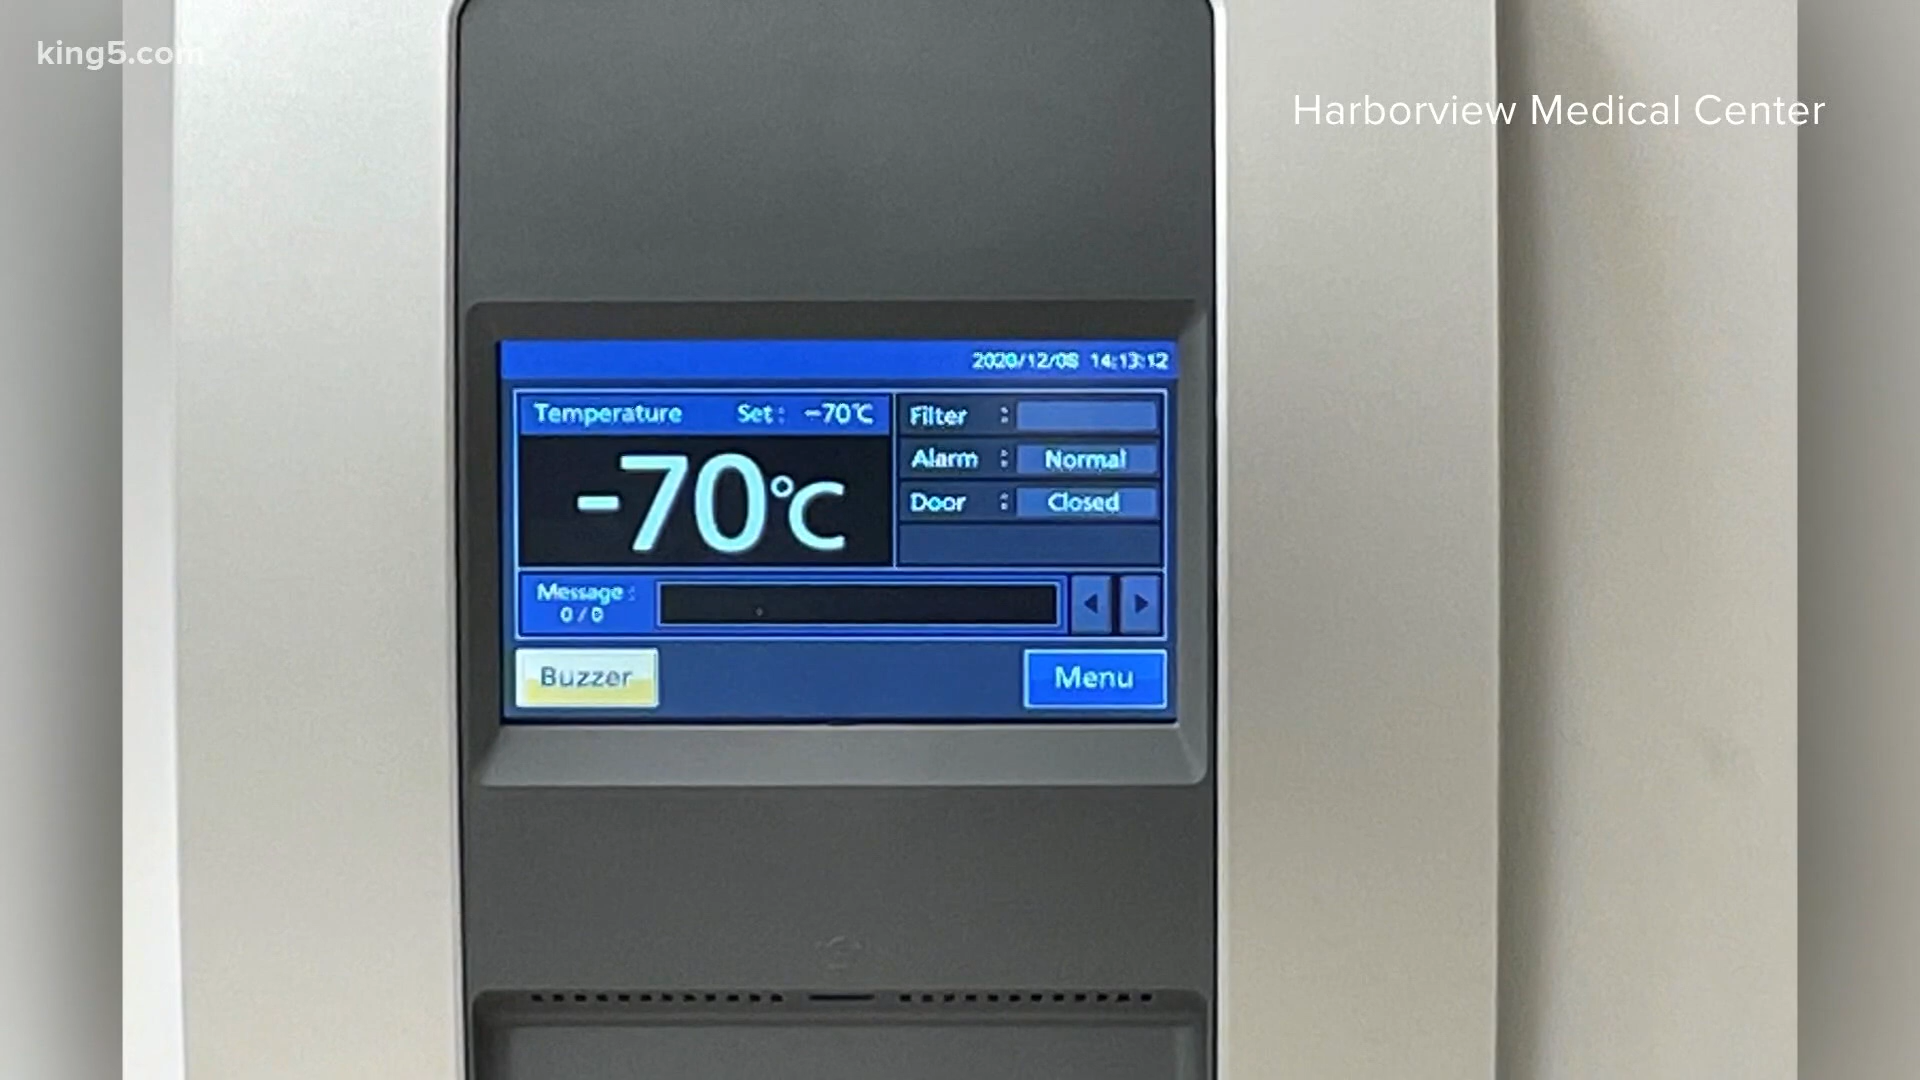 king5.com
Harborview Medical Center
2020/12/08 14:13:12
Temperature Set: -70℃
-70℃
Filter :
Alarm : Normal
Door : Closed
Message :
0 / 0
Buzzer
Menu